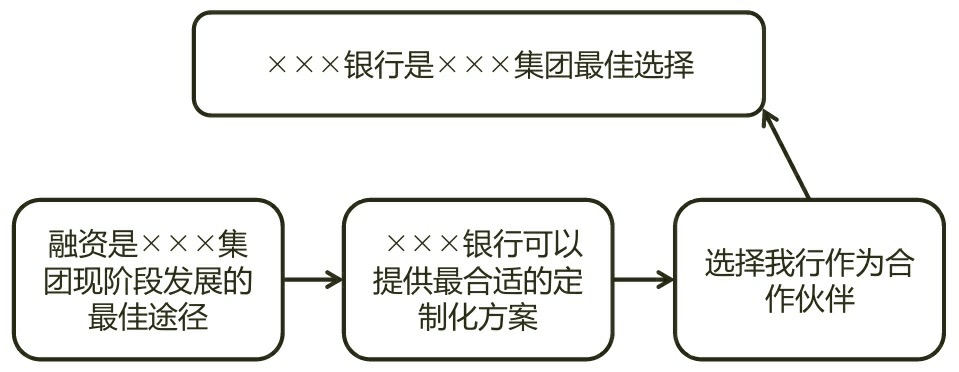 ×××银行是×××集团最佳选择
融资是×××集
团现阶段发展的
最佳途径
×××银行可以
提供最合适的定
制化方案
选择我行作为合
作伙伴